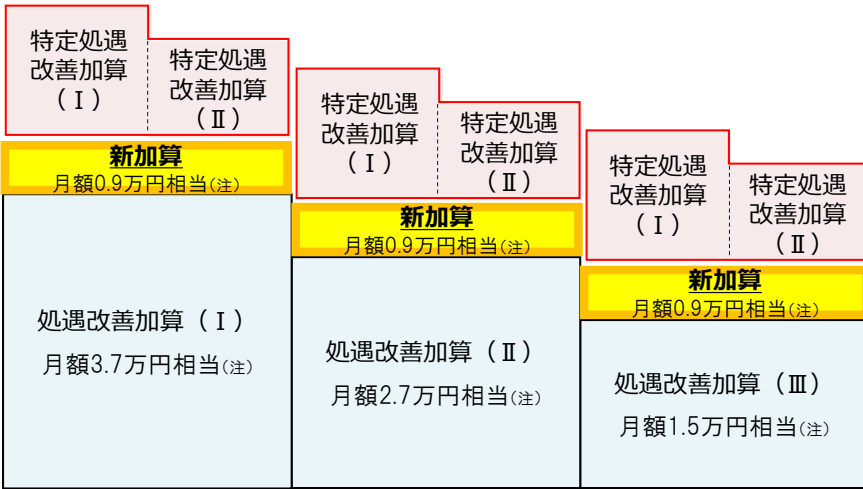 特定処遇
改善加算
（Ⅰ）
特定処遇
改善加算
（Ⅱ）
新加算
月額0.9万円相当(注)
処遇改善加算（Ⅰ）
月額3.7万円相当(注)
特定処遇
改善加算
（Ⅰ）
特定処遇
改善加算
（Ⅱ）
新加算
月額0.9万円相当(注)
処遇改善加算（Ⅱ）
月額2.7万円相当(注)
特定処遇
改善加算
（Ⅰ）
特定処遇
改善加算
（Ⅱ）
新加算
月額0.9万円相当(注)
処遇改善加算（Ⅲ）
月額1.5万円相当(注)